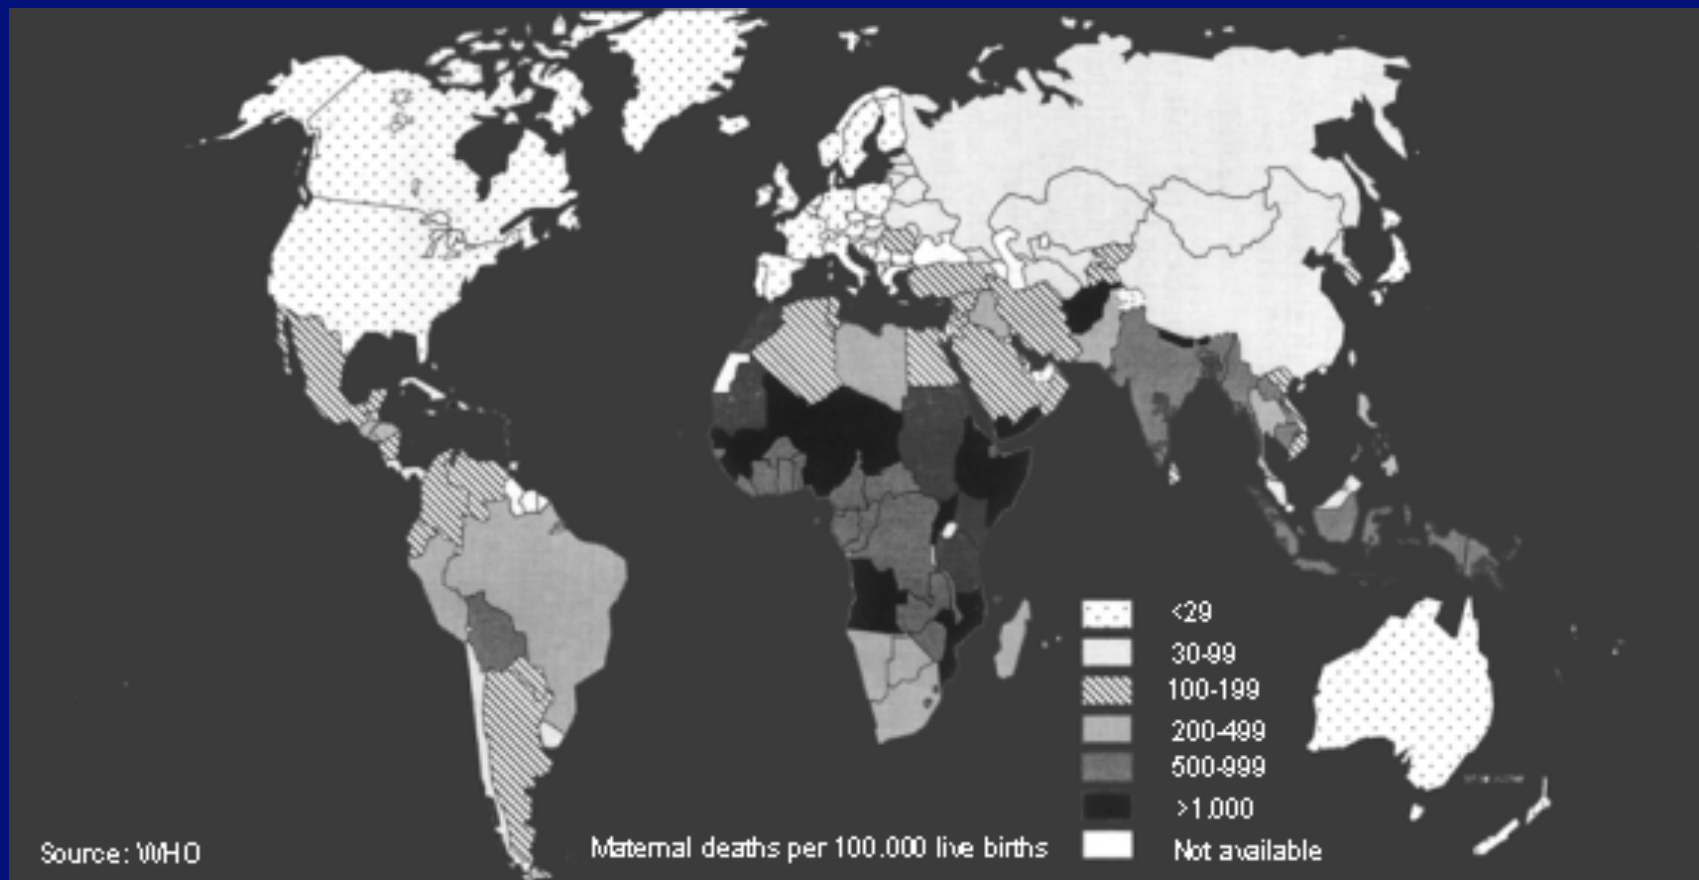 <29
30-99
100-199
200-499
500-999
>1.000
Not available
Maternal deaths per 100.000 live births
Source: WHO